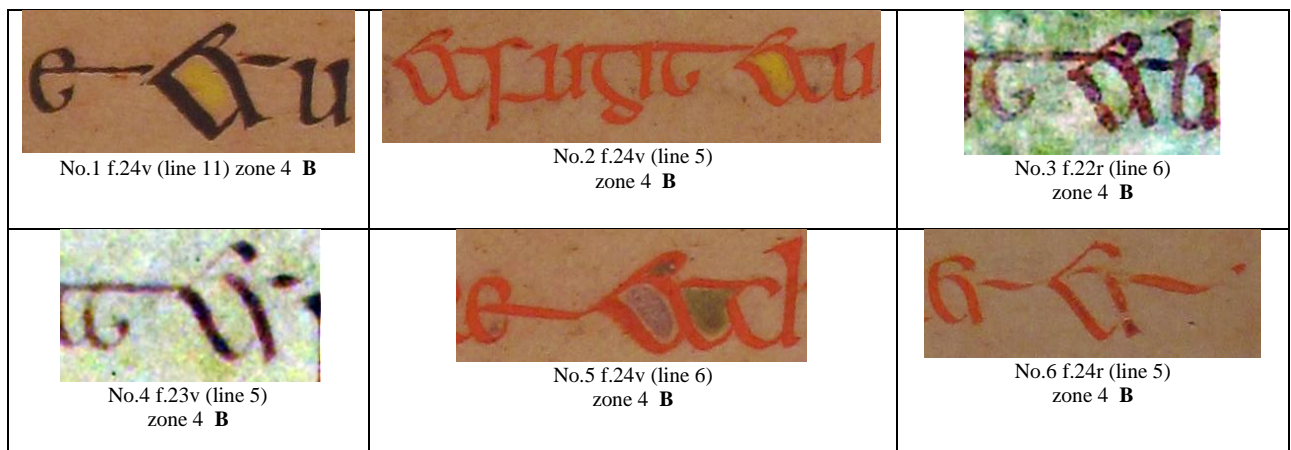 No.1 f.24v (line 11) zone 4 B
No.2 f.24v (line 5)
zone 4 B
No.3 f.22r (line 6)
zone 4 B
No.4 f.23v (line 5)
zone 4 B
No.5 f.24v (line 6)
zone 4 B
No.6 f.24r (line 5)
zone 4 B